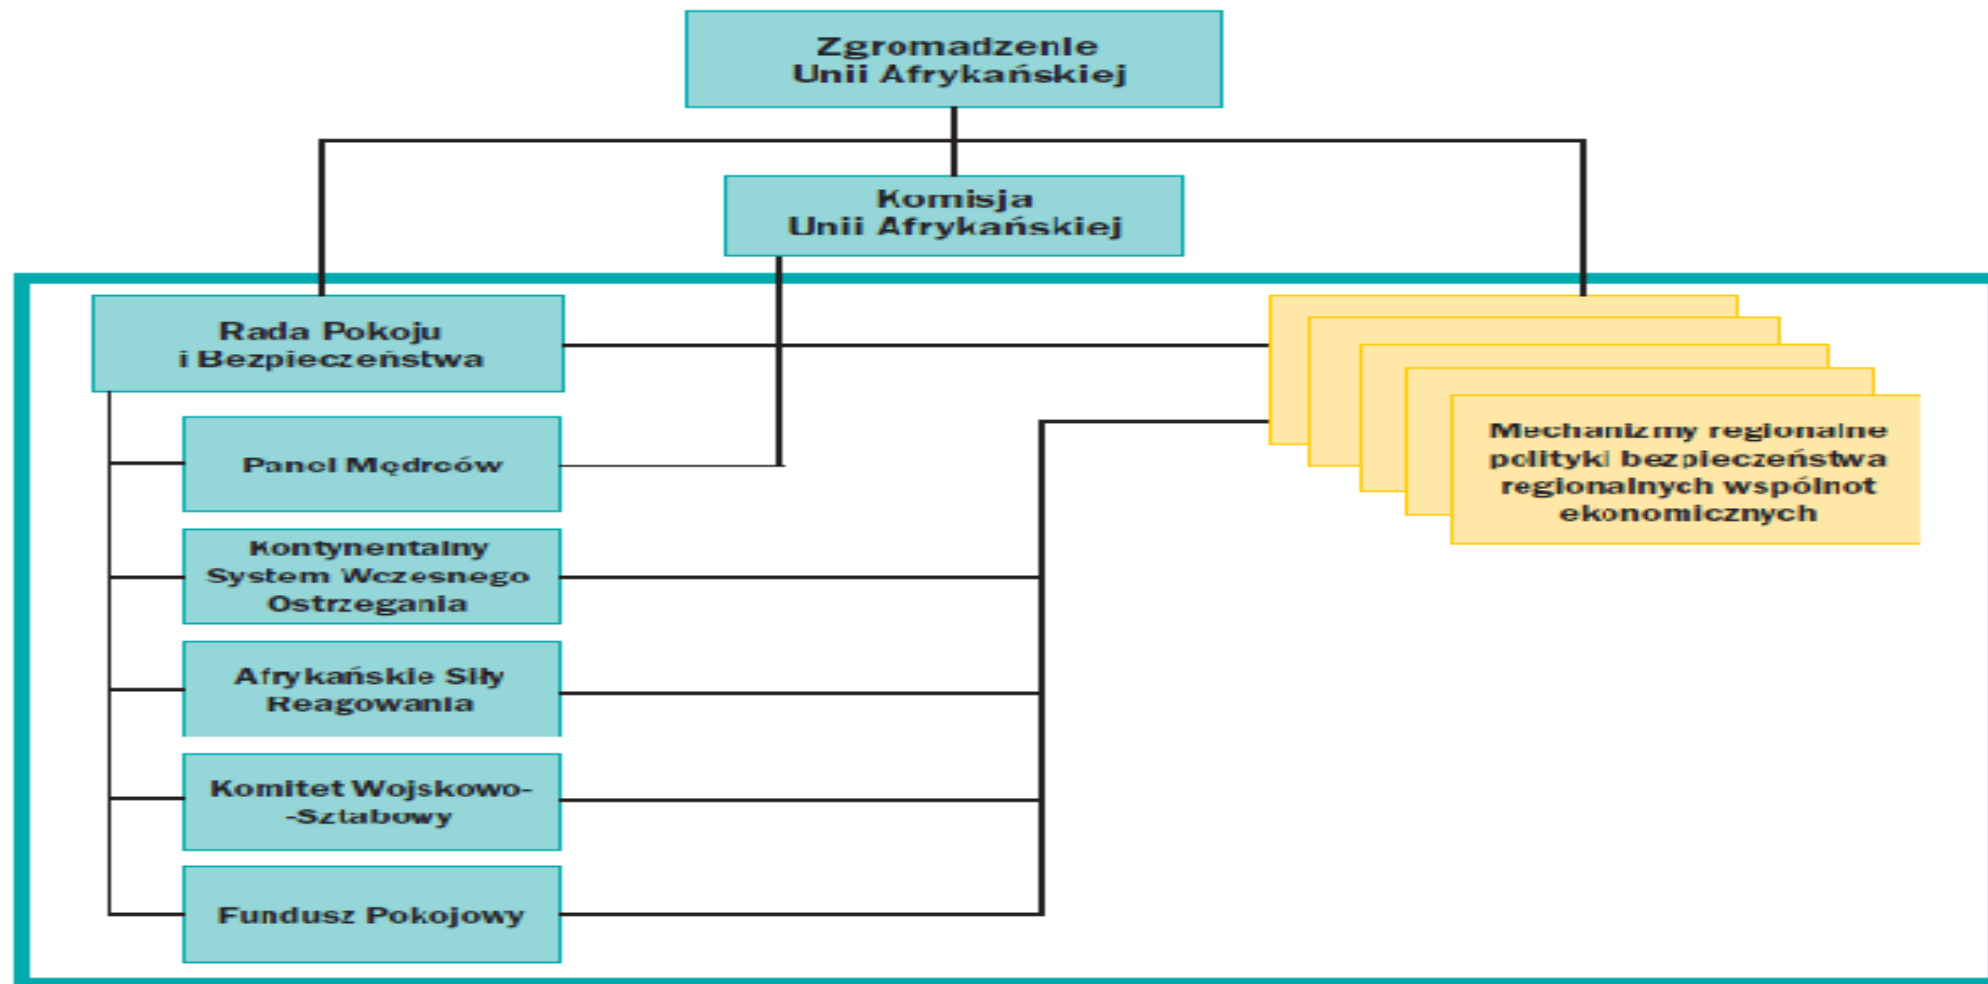 Zgromadzenie
Unii Afrykańskiej
Komisja
Unii Afrykańskiej
Rada Pokoju
i Bezpieczeństwa
Panel Mędrców
Kontynentalny
System Wczesnego
Ostrzegania
Afrykańskie Siły
Reagowania
Komitet Wojskowo-
-Sztabowy
Fundusz Pokojowy
Mechanizmy regionalne
polityki bezpieczeństwa
regionalnych wspólnot
ekonomicznych